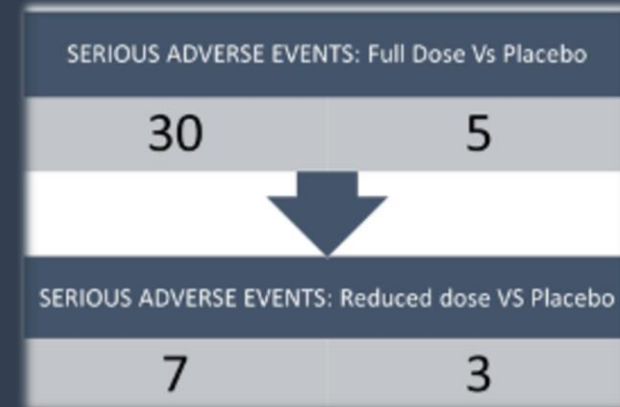 SERIOUS ADVERSE EVENTS: Full Dose Vs Placebo
30 5
SERIOUS ADVERSE EVENTS: Reduced dose VS Placebo
7 3